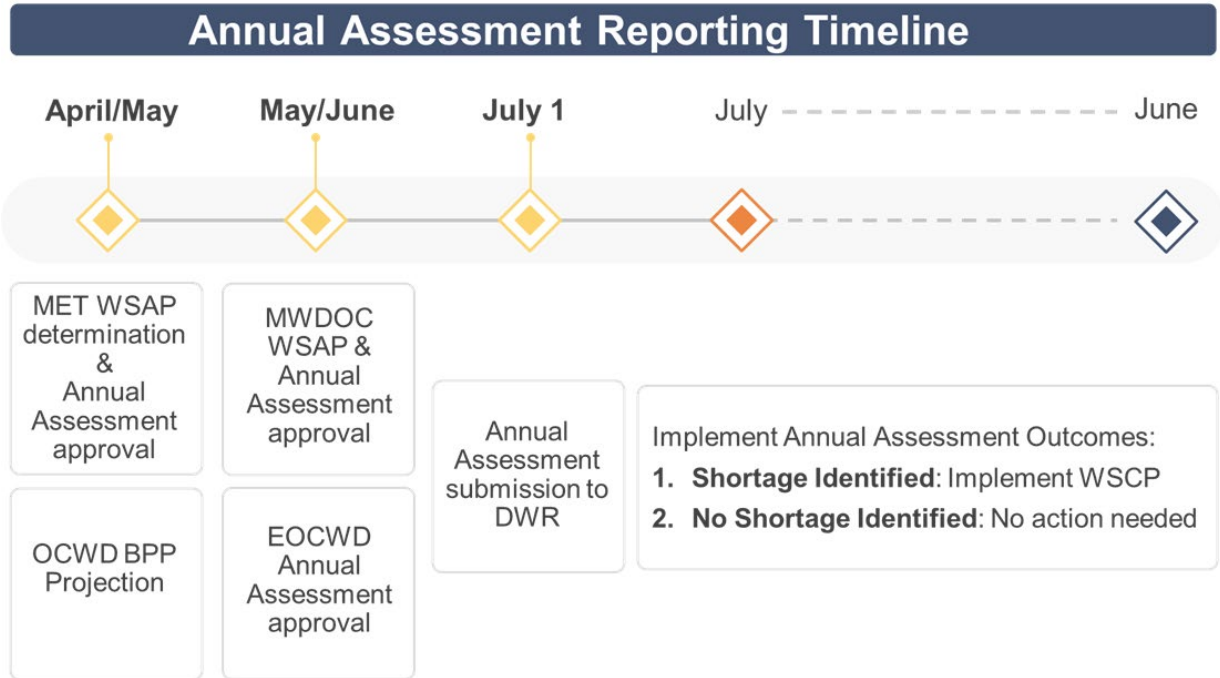 Annual Assessment Reporting Timeline
April/May
May/June
July 1
July
June
MET WSAP
determination
&
Annual
Assessment
approval
OCWD BPP
Projection
MWDOC
WSAP &
Annual
Assessment
approval
EOCWD
Annual
Assessment
approval
Annual
Assessment
submission to
DWR
Implement Annual Assessment Outcomes:
1. Shortage Identified: Implement WSCP
2. No Shortage Identified: No action needed